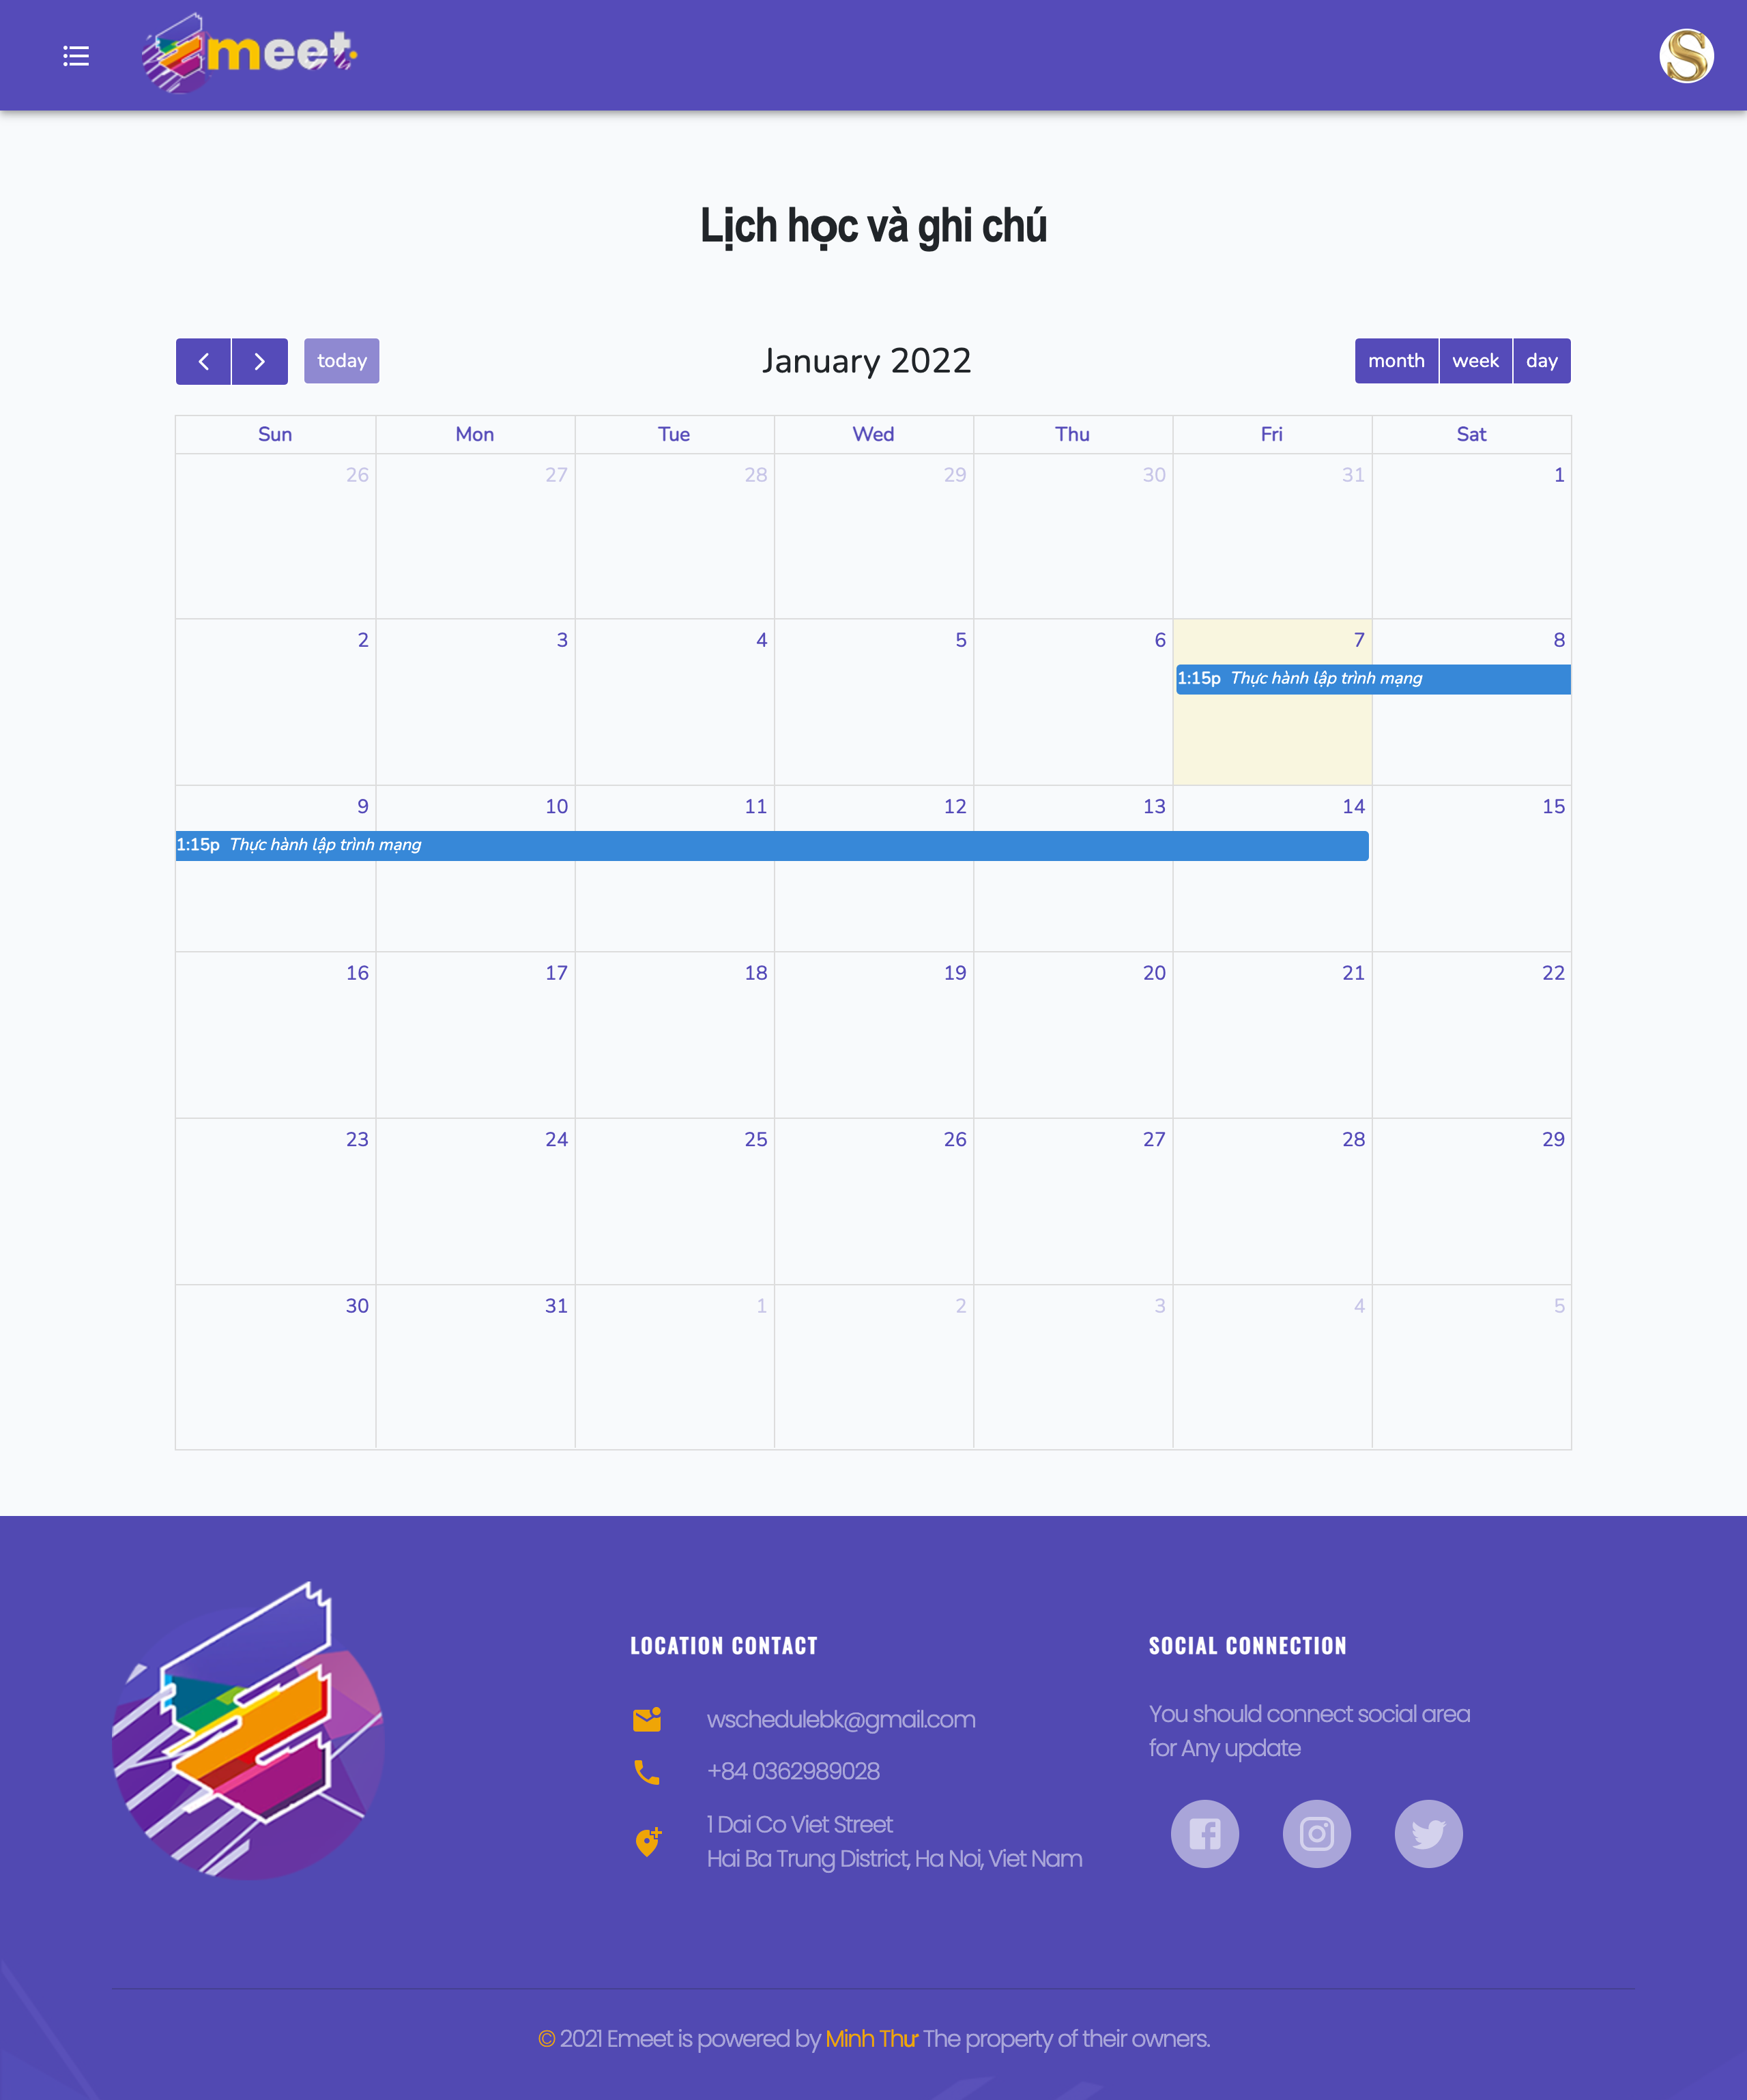 meet
S
Lịch học và ghi chú
today
January 2022
month week day
Sun Mon Tue Wed Thu Fri Sat
26 27 28 29 30 31 1
2 3 4 5 6 7 8
1:15p Thực hành lập trình mạng
9 10 11 12 13 14 15
1:15p Thực hành lập trình mạng
16 17 18 19 20 21 22
23 24 25 26 27 28 29
30 31 1 2 3 4 5
LOCATION CONTACT
wschedulebk@gmail.com
+84 0362989028
1 Dai Co Viet Street
Hai Ba Trung District, Ha Noi, Viet Nam
SOCIAL CONNECTION
You should connect social area
for Any update
© 2021 Emeet is powered by Minh Thư The property of their owners.